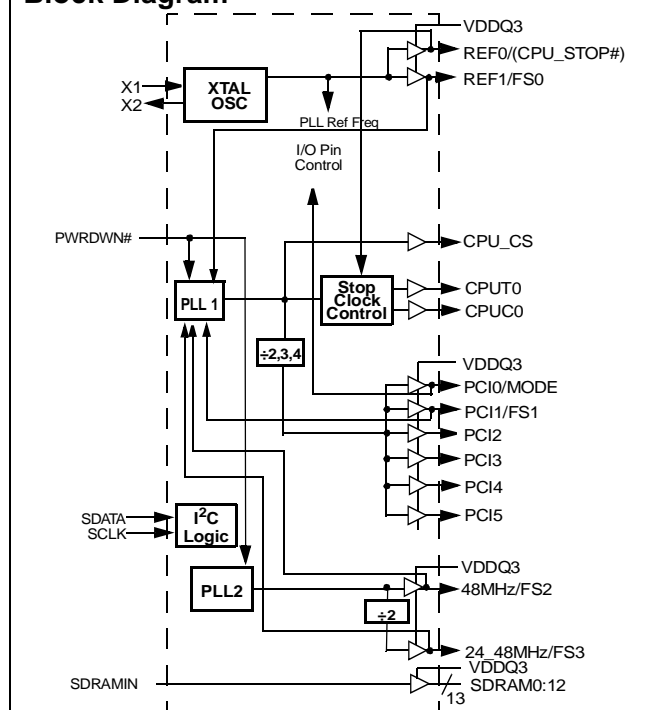 Block Diagram
VDDQ3
REF0/(CPU_STOP#)
REF1/FS0
X1
X2
XTAL
OSC
PLL Ref Freq
I/O Pin
Control
PWRDWN#
CPU_CS
PLL 1
Stop
Clock
Control
CPUT0
CPUC0
÷2,3,4
VDDQ3
PCI0/MODE
PCI1/FS1
PCI2
PCI3
PCI4
PCI5
SDATA
SCLK
I2C
Logic
VDDQ3
PLL2
48MHz/FS2
÷2
24_48MHz/FS3
VDDQ3
SDRAMIN
SDRAM0:12
13